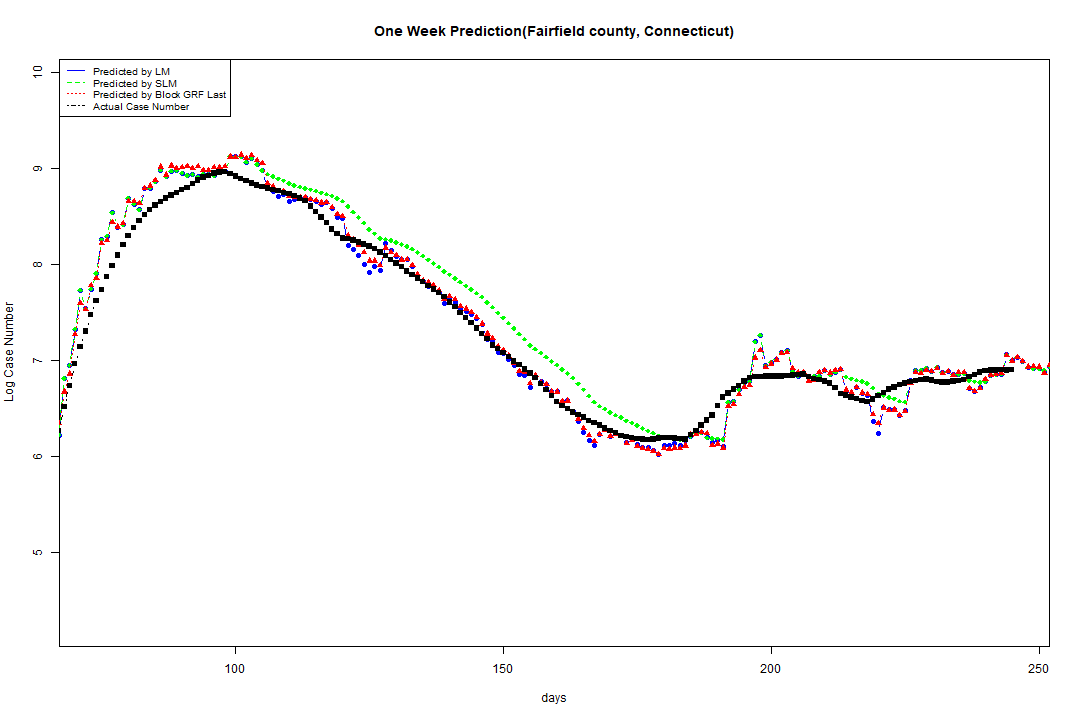 One Week Prediction(Fairfield county, Connecticut)
Predicted by LM
Predicted by SLM
Predicted by Block GRF Last
Actual Case Number
10
9
8
7
6
5
Log Case Number
100 150 200 250
days